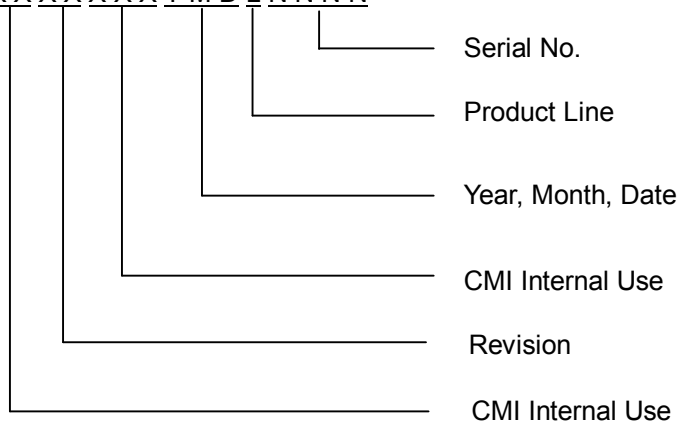 X X X X X X X Y M D L N N N N
Serial No.
Product Line
Year, Month, Date
CMI Internal Use
Revision
CMI Internal Use